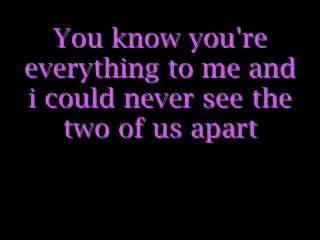 You know you're
everything to me and
i could never see the
two of us apart